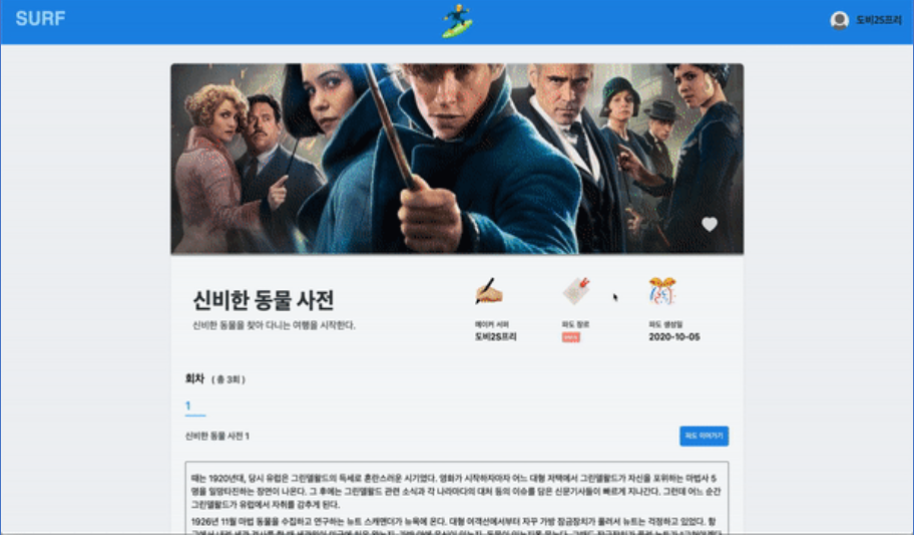 SURF
도비2S프리
신비한 동물 사전
신비한 동물을 찾아 다니는 여행을 시작한다.
메이커 서퍼
파도 장르
파도 생성일
도비2S프리
2020-10-05
회차 ( 총 3회 )
1
신비한 동물 사전 1
파도 이어가기
때는 1920년대, 당시 유럽은 그린델왈드의 득세로 혼란스러운 시기였다. 영화가 시작하자마자 어느 대형 저택에서 그린델왈드가 자신을 포위하는 마법사 5
명을 일망타진하는 장면이 나온다. 그 후에는 그린델왈드 관련 소식과 각 나라마다의 대처 등의 이슈를 담은 신문기사들이 빠르게 지나간다. 그런데 어느 순간
그린델왈드가 유럽에서 자취를 감추게 된다.
1926년 11월 마법 동물을 수집하고 연구하는 뉴트 스캐맨더가 뉴욕에 온다. 대형 여객선에서부터 자꾸 가방 잠금장치가 풀려서 뉴트는 걱정하고 있었다. 항